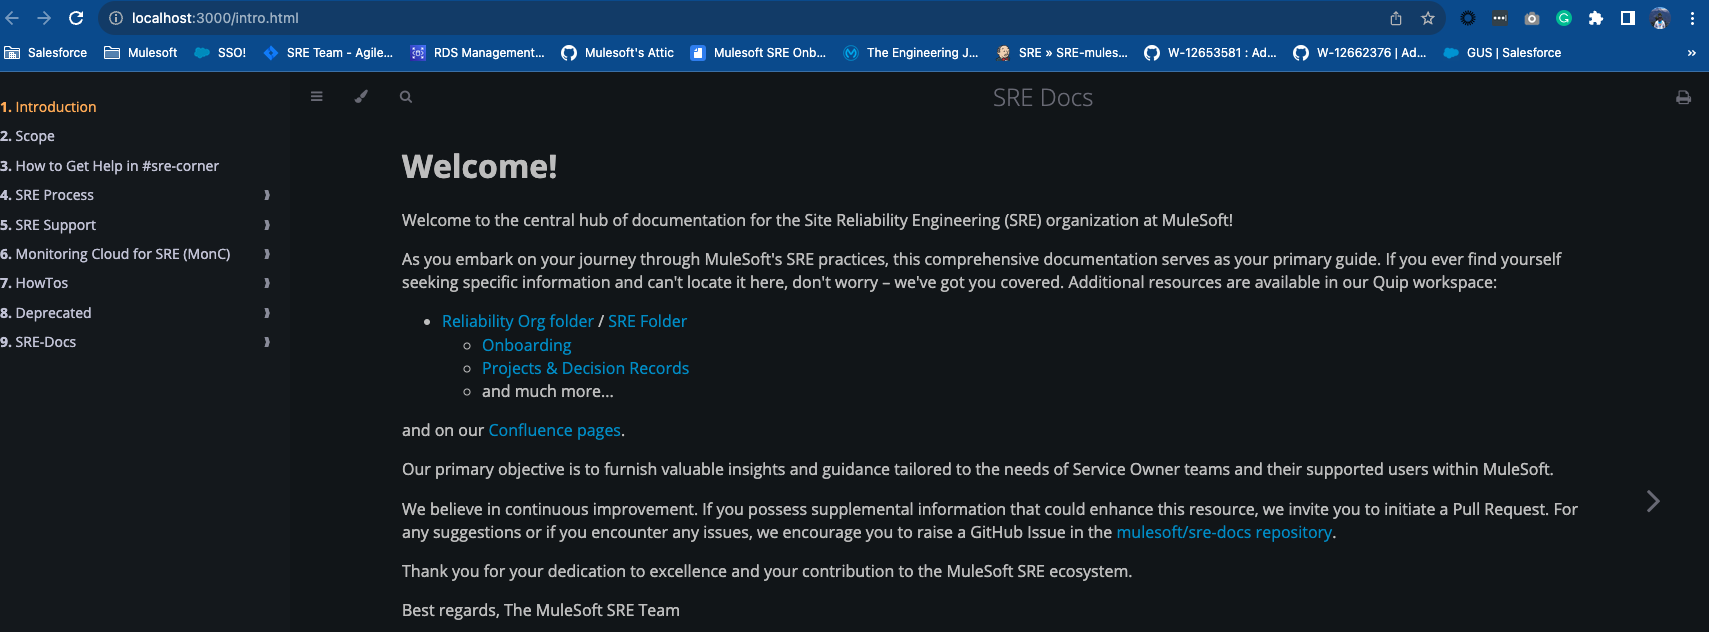 localhost:3000/intro.html
Salesforce Mulesoft SSO! SRE Team - Agile... RDS Management... Mulesoft's Attic Mulesoft SRE Onb... The Engineering J... SRE » SRE-mules... W-12653581 : Ad... W-12662376 | Ad... GUS | Salesforce »
1. Introduction
2. Scope
3. How to Get Help in #sre-corner
4. SRE Process
5. SRE Support
6. Monitoring Cloud for SRE (MonC)
7. HowTos
8. Deprecated
9. SRE-Docs
SRE Docs
Welcome!
Welcome to the central hub of documentation for the Site Reliability Engineering (SRE) organization at MuleSoft!
As you embark on your journey through MuleSoft's SRE practices, this comprehensive documentation serves as your primary guide. If you ever find yourself
seeking specific information and can't locate it here, don't worry – we've got you covered. Additional resources are available in our Quip workspace:
• Reliability Org folder / SRE Folder
◦ Onboarding
◦ Projects & Decision Records
◦ and much more...
and on our Confluence pages.
Our primary objective is to furnish valuable insights and guidance tailored to the needs of Service Owner teams and their supported users within MuleSoft.
We believe in continuous improvement. If you possess supplemental information that could enhance this resource, we invite you to initiate a Pull Request. For
any suggestions or if you encounter any issues, we encourage you to raise a GitHub Issue in the mulesoft/sre-docs repository.
Thank you for your dedication to excellence and your contribution to the MuleSoft SRE ecosystem.
Best regards, The MuleSoft SRE Team